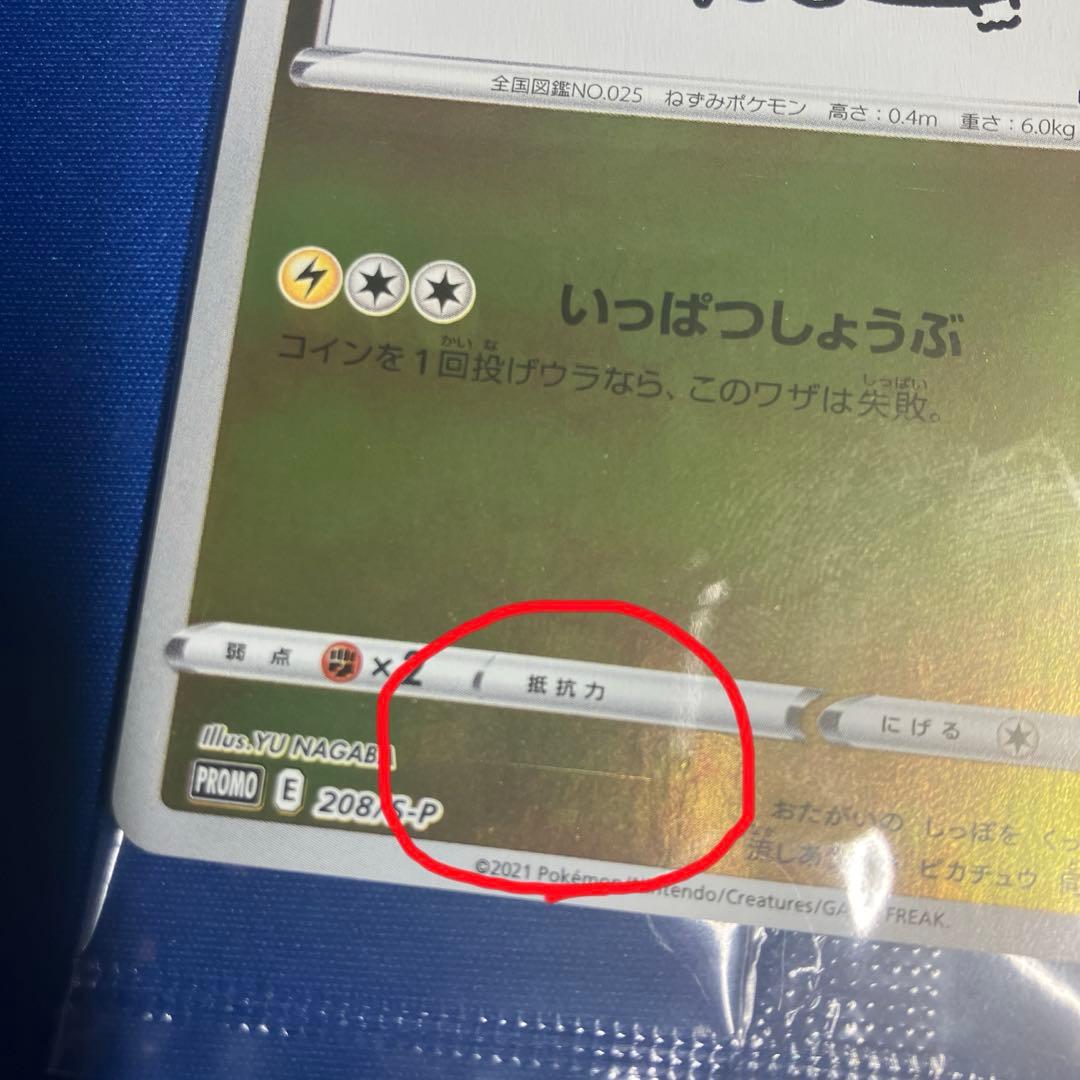 全国図鑑NO.025 ねずみポケモン 高さ：0.4m 重さ：6.0kg
いっぱつしょうぶ
コインを1回投げウラなら、このワザは失敗。
弱点 ×2 抵抗力 にげる
Illus.YU NAGABA
PROMO E 208/S-P
おたがいの しっぽを くっ
しあ ピカチュウ
©2021 Pokémon/Nintendo/Creatures/GAME FREAK.